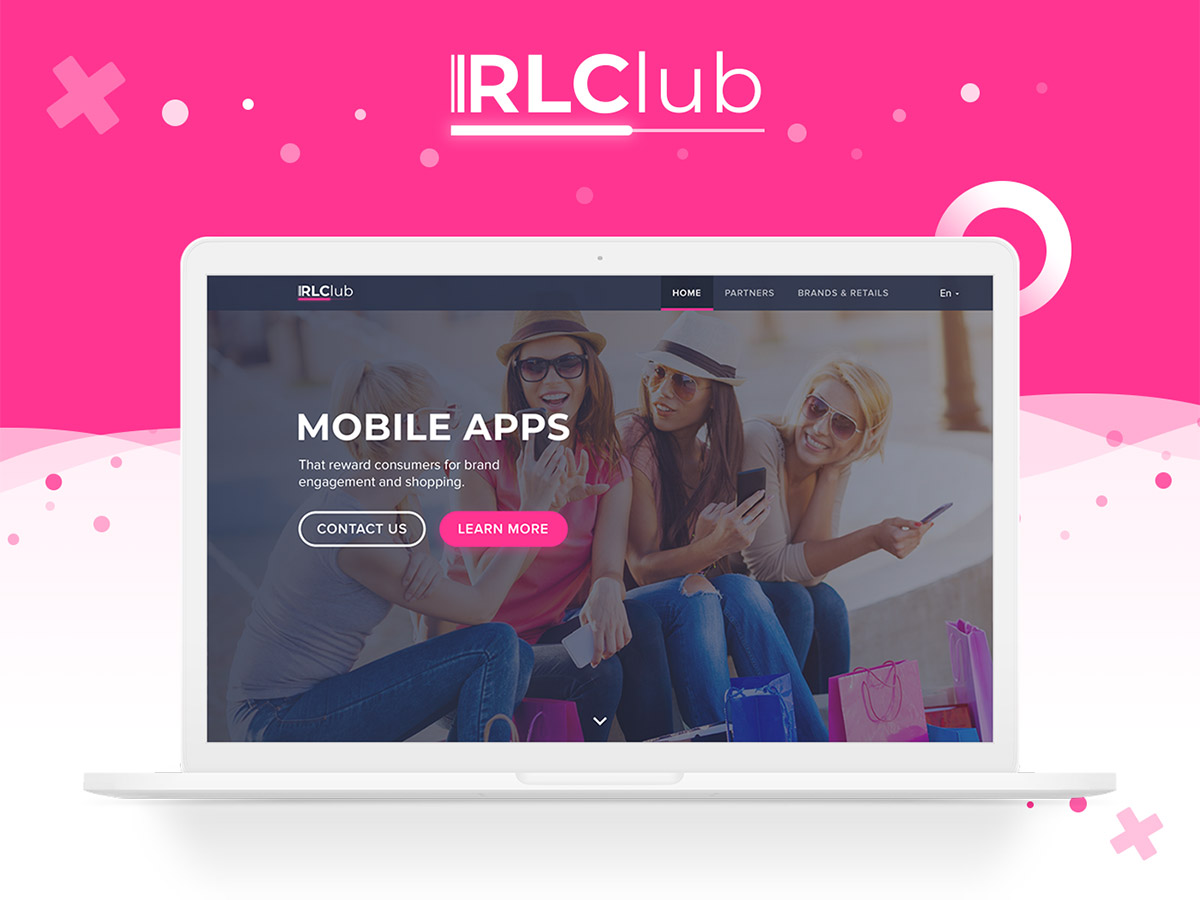 RLClub
RLClub
HOME PARTNERS BRANDS & RETAILS En
MOBILE APPS
That reward consumers for brand
engagement and shopping.
CONTACT US LEARN MORE